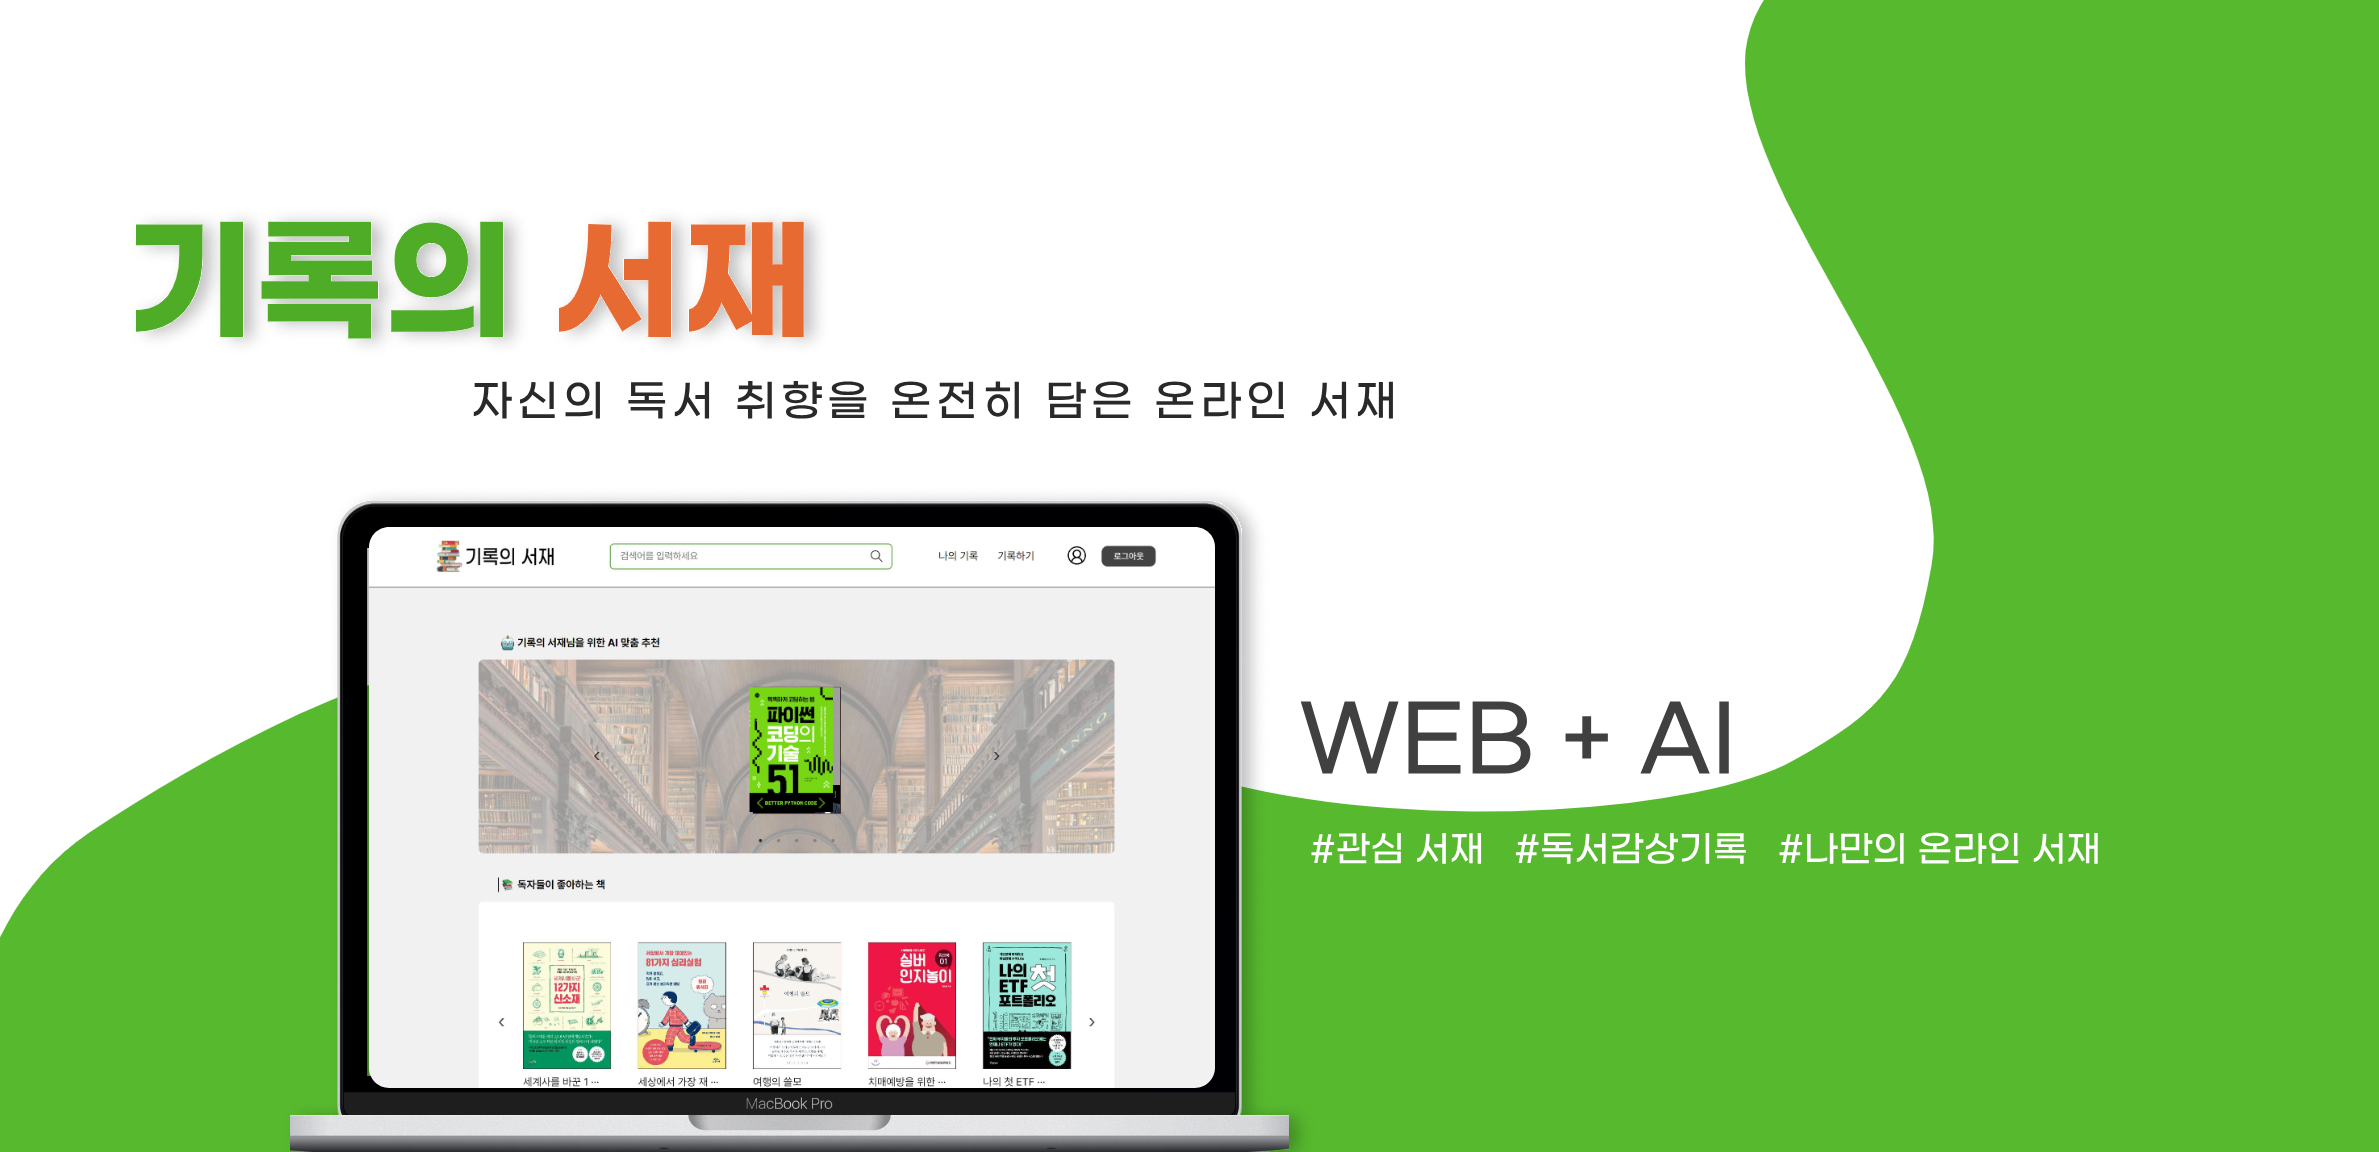 기록의 서재
자신의 독서 취향을 온전히 담은 온라인 서재
기록의 서재
검색어를 입력하세요
나의 기록
기록하기
로그아웃
기록의 서재님을 위한 AI 맞춤 추천
파이썬
코딩의
기술
51
BETTER PYTHON CODE
ANNO
독자들이 좋아하는 책
12가지
신소재
81가지 심리실험
여행의 쓸모
실버
인지놀이
01
나의 첫
ETF
포트폴리오
세계사를 바꾼 1 ···
세상에서 가장 재 ···
여행의 쓸모
치매예방을 위한 ···
나의 첫 ETF ···
MacBook Pro
WEB + AI
#관심 서재 #독서감상기록 #나만의 온라인 서재